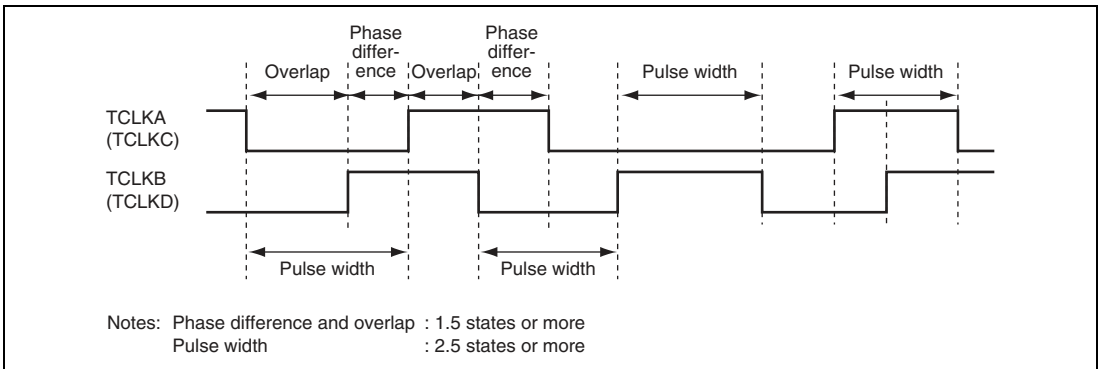 Phase
differ-
ence
Phase
differ-
ence
Overlap
Overlap
Pulse width
Pulse width
TCLKA
(TCLKC)
TCLKB
(TCLKD)
Pulse width
Pulse width
Notes: Phase difference and overlap : 1.5 states or more
Pulse width : 2.5 states or more